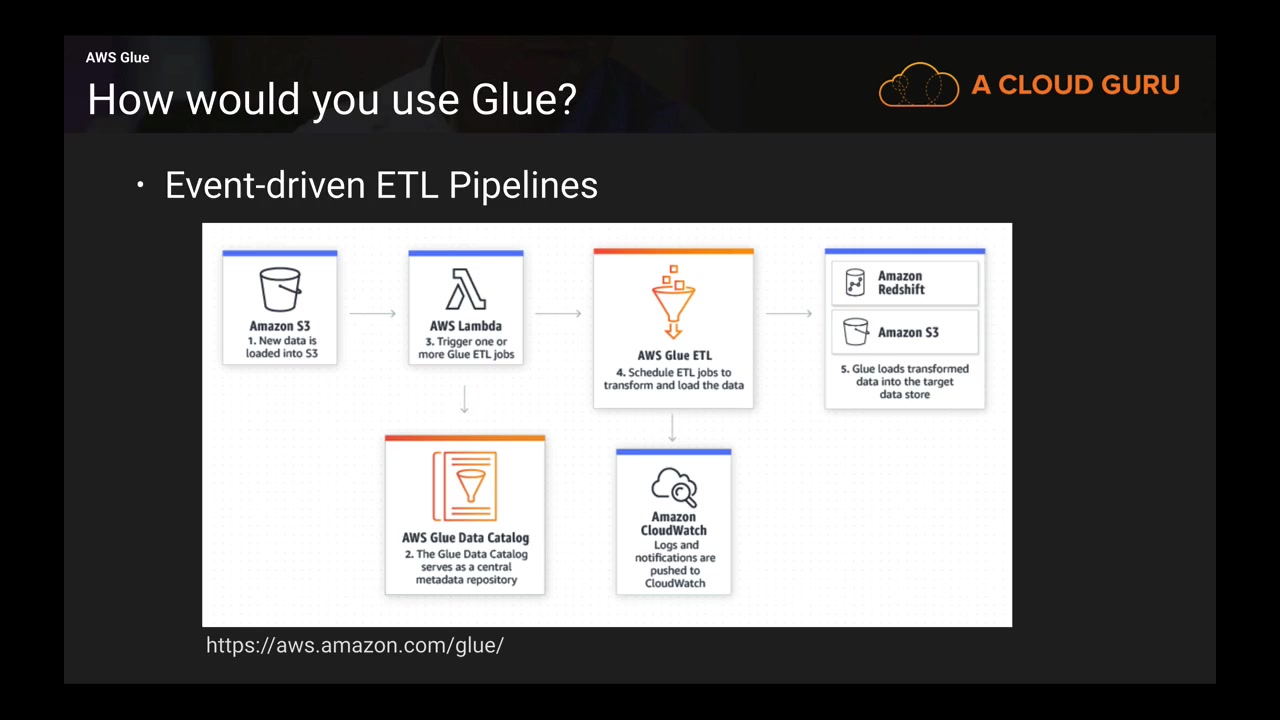 AWS Glue
How would you use Glue?
A CLOUD GURU
• Event-driven ETL Pipelines
Amazon S3
1. New data is
loaded into S3
AWS Lambda
3. Trigger one or
more Glue ETL jobs
AWS Glue ETL
4. Schedule ETL jobs to
transform and load the data
Amazon
Redshift
Amazon S3
5. Glue loads transformed
data into the target
data store
AWS Glue Data Catalog
2. The Glue Data Catalog
serves as a central
metadata repository
Amazon
CloudWatch
Logs and
notifications are
pushed to
CloudWatch
https://aws.amazon.com/glue/